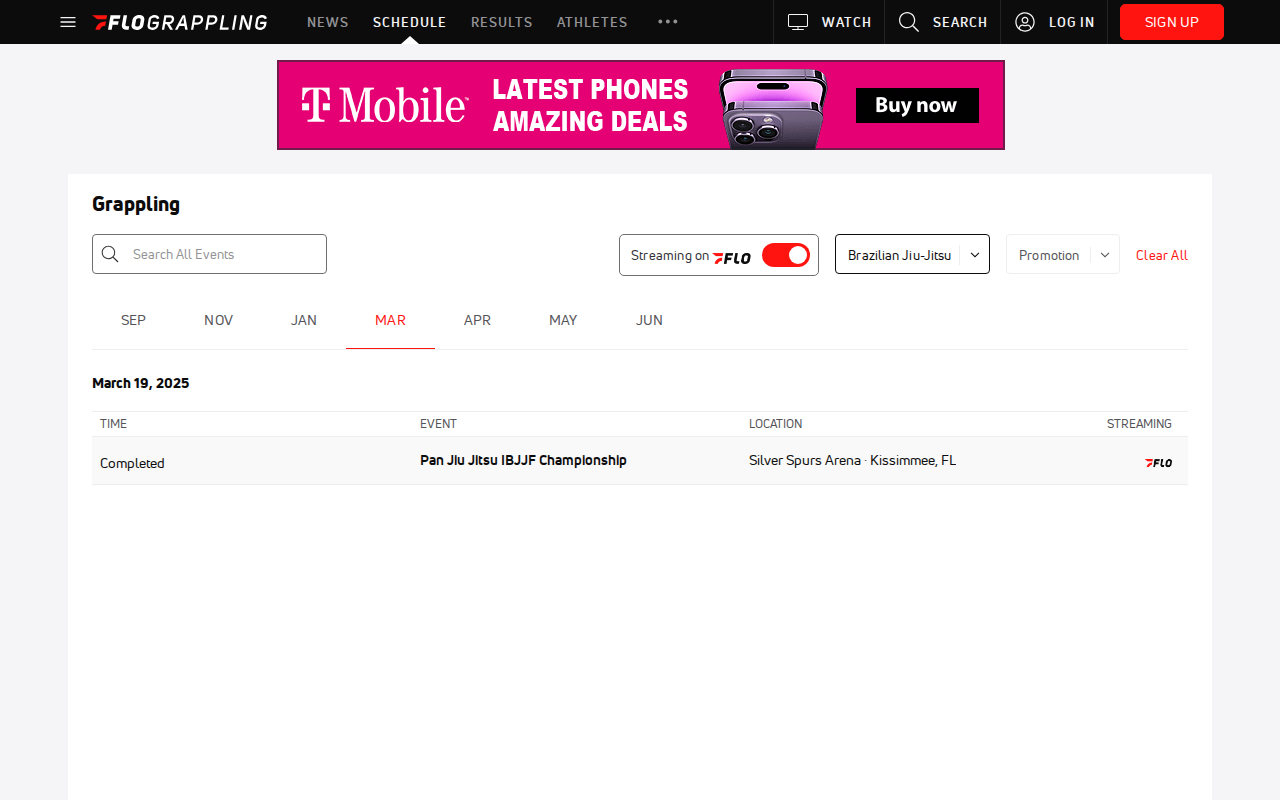 FLOGRAPPLING NEWS SCHEDULE RESULTS ATHLETES WATCH SEARCH LOG IN SIGN UP
T Mobile LATEST PHONES AMAZING DEALS Buy now
Grappling
Search All Events Streaming on FLO Brazilian Jiu-Jitsu Promotion Clear All
SEP NOV JAN MAR APR MAY JUN
March 19, 2025
TIME EVENT LOCATION STREAMING
Completed Pan Jiu Jitsu IBJJF Championship Silver Spurs Arena · Kissimmee, FL FLO